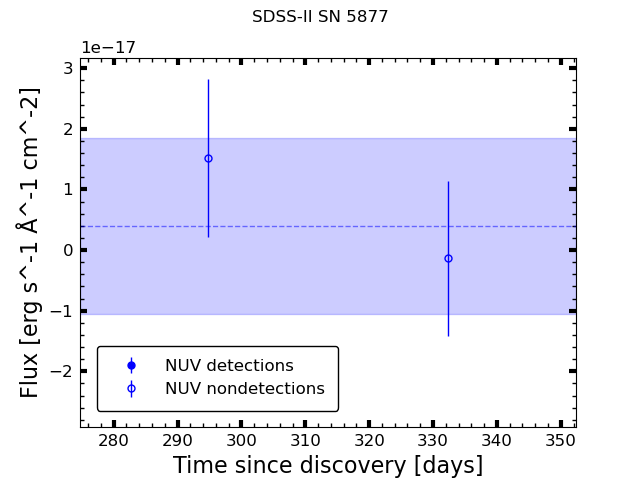 SDSS-II SN 5877
1e−17
3
2
1
0
−1
−2
Flux [erg s^-1 Å^-1 cm^-2]
NUV detections
NUV nondetections
280 290 300 310 320 330 340 350
Time since discovery [days]